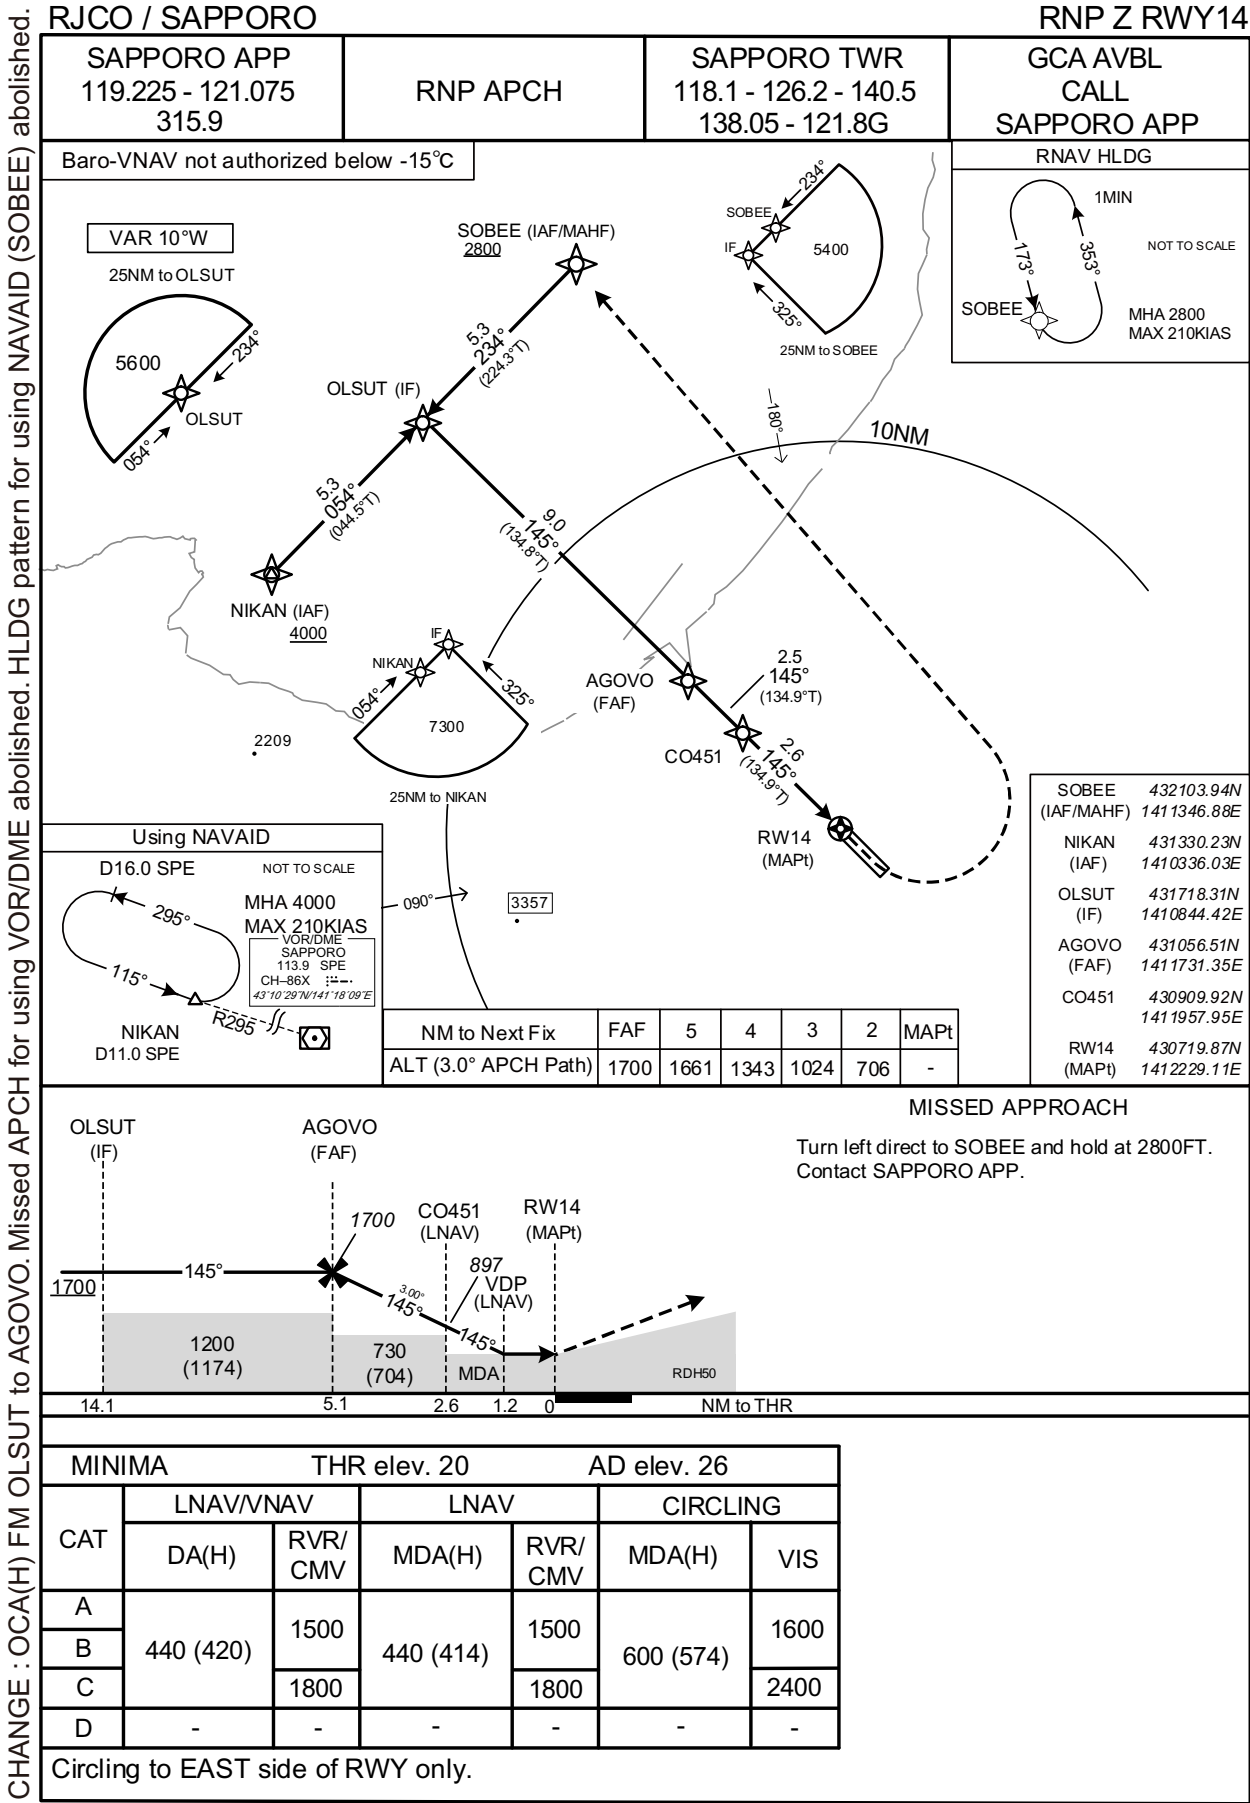 RJCO / SAPPORO
RNP Z RWY14
SAPPORO APP
119.225 - 121.075
315.9
RNP APCH
SAPPORO TWR
118.1 - 126.2 - 140.5
138.05 - 121.8G
GCA AVBL
CALL
SAPPORO APP
Baro-VNAV not authorized below -15°C
VAR 10°W
25NM to OLSUT
5600
234°
OLSUT
054°
SOBEE (IAF/MAHF)
2800
5.3
234°
(224.3°T)
OLSUT (IF)
5.3
054°
(044.5°T)
NIKAN (IAF)
4000
234°
SOBEE
IF
5400
325°
25NM to SOBEE
RNAV HLDG
1MIN
173°
353°
NOT TO SCALE
SOBEE
MHA 2800
MAX 210KIAS
180°
10NM
9.0
145°
(134.8°T)
AGOVO
(FAF)
2.5
145°
(134.9°T)
CO451
2.6
145°
(134.9°T)
RW14
(MAPt)
IF
NIKAN
054°
325°
7300
25NM to NIKAN
2209
3357
090°
Using NAVAID
D16.0 SPE
NOT TO SCALE
295°
MHA 4000
MAX 210KIAS
VOR/DME
SAPPORO
113.9 SPE
CH–86X
43°10'29"N/141°18'09"E
115°
NIKAN
D11.0 SPE
R295
SOBEE 432103.94N
(IAF/MAHF) 1411346.88E
NIKAN 431330.23N
(IAF) 1410336.03E
OLSUT 431718.31N
(IF) 1410844.42E
AGOVO 431056.51N
(FAF) 1411731.35E
CO451 430909.92N
1411957.95E
RW14 430719.87N
(MAPt) 1412229.11E
NM to Next Fix FAF 5 4 3 2 MAPt
ALT (3.0° APCH Path) 1700 1661 1343 1024 706 -
OLSUT
(IF)
AGOVO
(FAF)
1700
CO451
(LNAV)
RW14
(MAPt)
897
VDP
(LNAV)
1700
145°
3.00°
145°
145°
1200
(1174)
730
(704)
MDA
RDH50
14.1 5.1 2.6 1.2 0 NM to THR
MISSED APPROACH
Turn left direct to SOBEE and hold at 2800FT.
Contact SAPPORO APP.
MINIMA THR elev. 20 AD elev. 26
CAT LNAV/VNAV LNAV CIRCLING
DA(H) RVR/CMV MDA(H) RVR/CMV MDA(H) VIS
A
B
440 (420) 1500 440 (414) 1500 600 (574) 1600
C 1800 1800 2400
D - - - - - -
Circling to EAST side of RWY only.
CHANGE : OCA(H) FM OLSUT to AGOVO. Missed APCH for using VOR/DME abolished. HLDG pattern for using NAVAID (SOBEE) abolished.